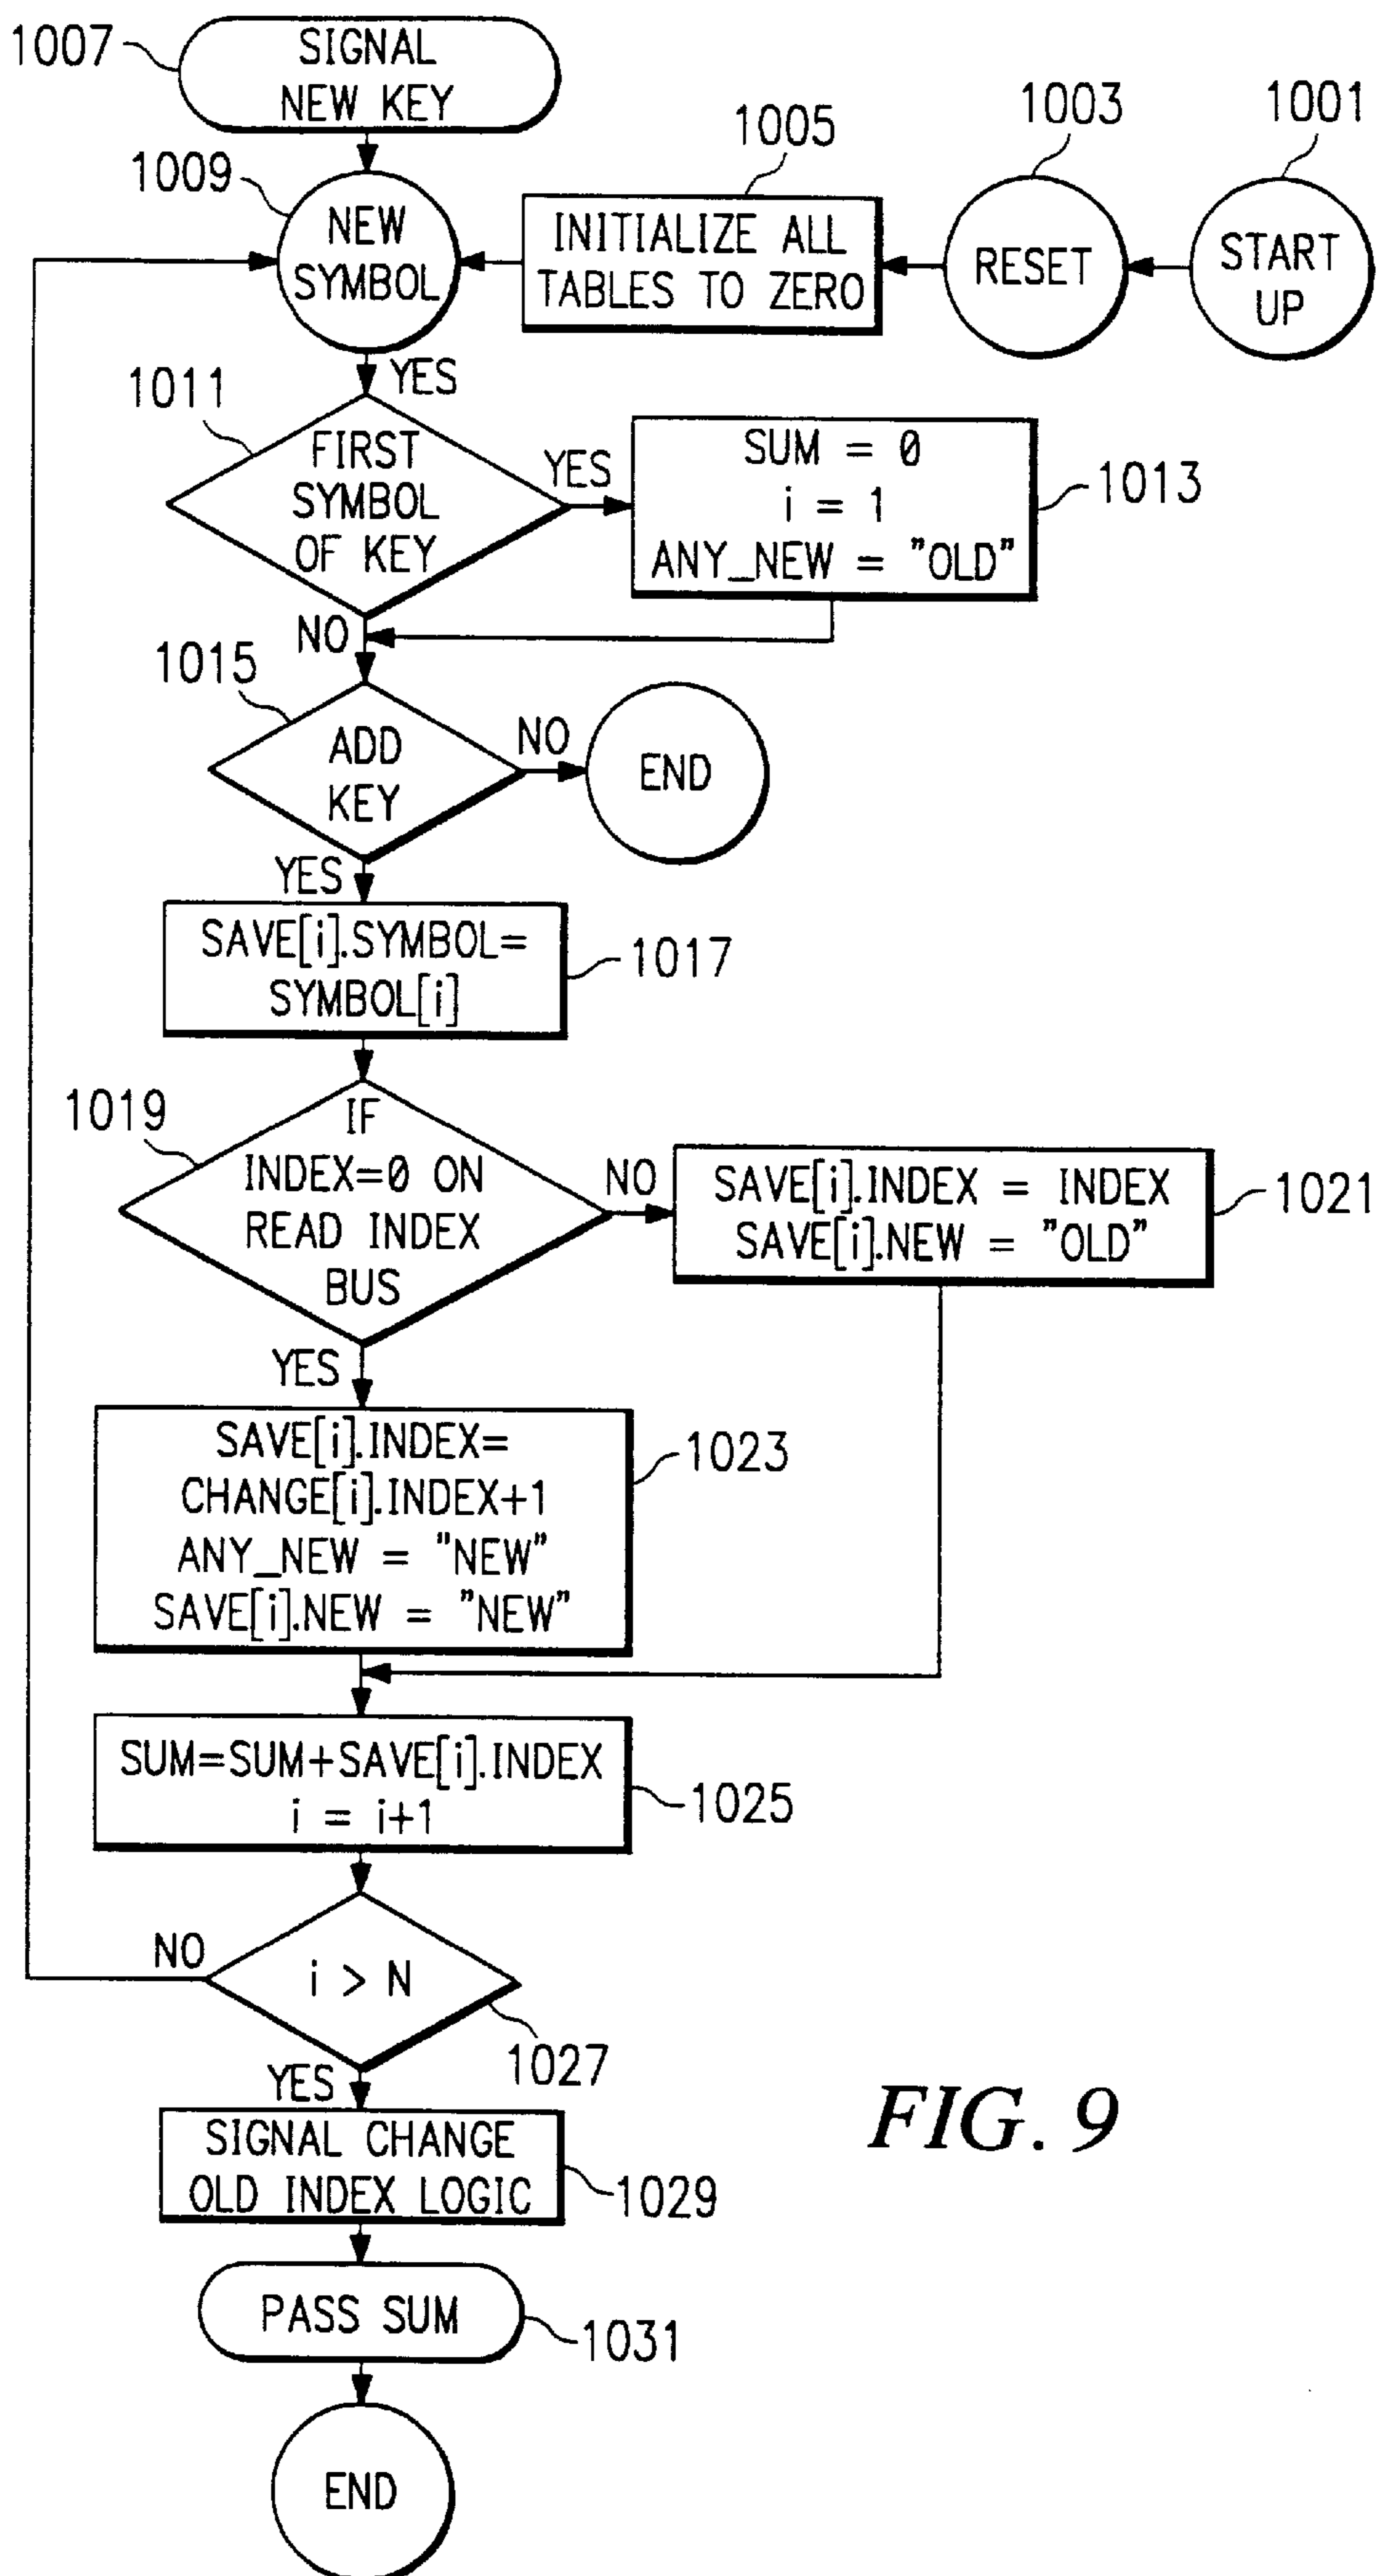 1007
SIGNAL
NEW KEY
1009
NEW
SYMBOL
1005
INITIALIZE ALL
TABLES TO ZERO
1003
RESET
1001
START
UP
YES
1011
FIRST
SYMBOL
OF KEY
YES
SUM = 0
i = 1
ANY_NEW = "OLD"
1013
NO
1015
ADD
KEY
NO
END
YES
SAVE[i].SYMBOL=
SYMBOL[i]
1017
1019
IF
INDEX=0 ON
READ INDEX
BUS
NO
SAVE[i].INDEX = INDEX
SAVE[i].NEW = "OLD"
1021
YES
SAVE[i].INDEX=
CHANGE[i].INDEX+1
ANY_NEW = "NEW"
SAVE[i].NEW = "NEW"
1023
SUM=SUM+SAVE[i].INDEX
i = i+1
1025
NO
i > N
1027
YES
SIGNAL CHANGE
OLD INDEX LOGIC
1029
PASS SUM
1031
END
FIG. 9